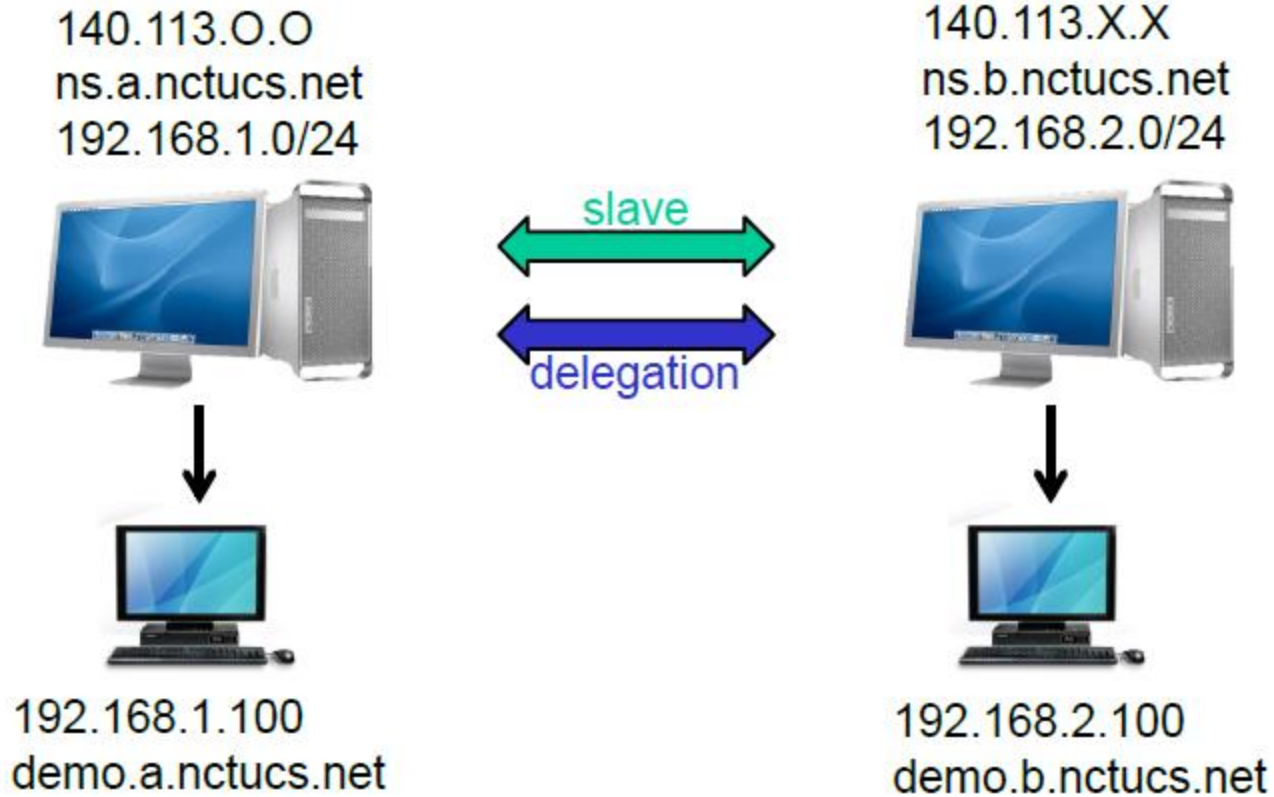 140.113.O.O
ns.a.nctucs.net
192.168.1.0/24
140.113.X.X
ns.b.nctucs.net
192.168.2.0/24
slave
delegation
192.168.1.100
demo.a.nctucs.net
192.168.2.100
demo.b.nctucs.net